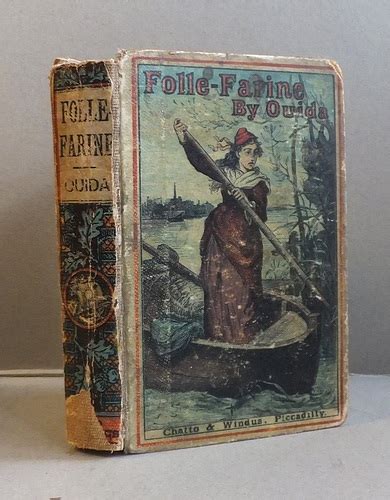 FOLLE-
FARINE
OUIDA
Folle-Farine
By Ouida
Chatto & Windus, Piccadilly.